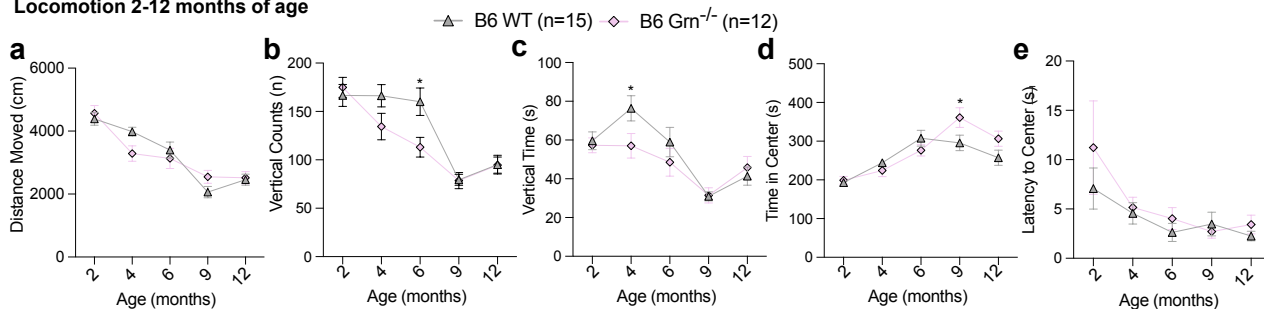 Locomotion 2-12 months of age
B6 WT (n=15) B6 Grn⁻/⁻ (n=12)
a
Distance Moved (cm)
6000
4000
2000
0
2 4 6 9 12
Age (months)
b
Vertical Counts (n)
200
150
100
50
0
*
2 4 6 9 12
Age (months)
c
Vertical Time (s)
100
80
60
40
20
0
*
2 4 6 9 12
Age (months)
d
Time in Center (s)
500
400
300
200
100
0
*
2 4 6 9 12
Age (months)
e
Latency to Center (s)
20
15
10
5
0
2 4 6 9 12
Age (months)